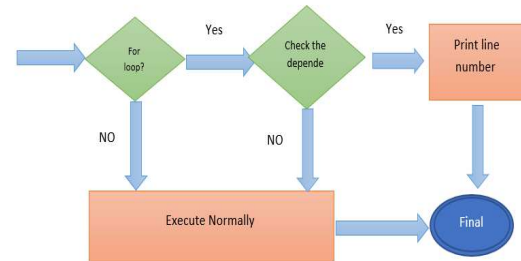 For
loop?
Yes
Check the
depende
Yes
Print line
number
NO
NO
Execute Normally
Final